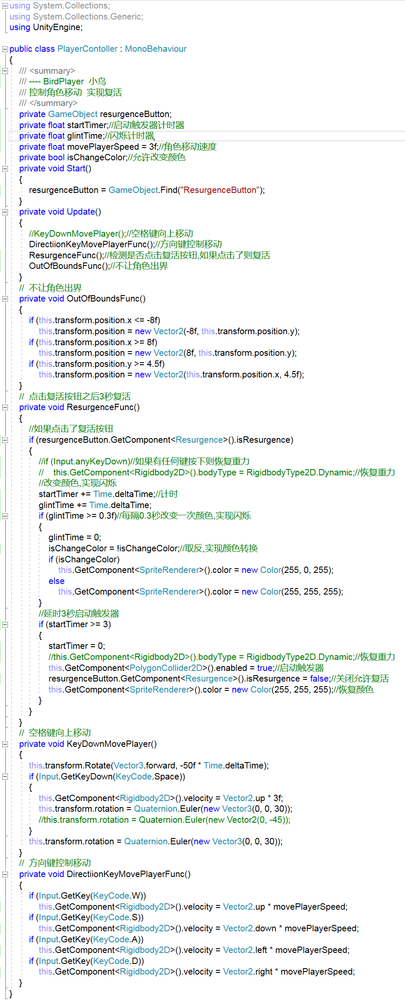 using System.Collections;
using System.Collections.Generic;
using UnityEngine;
public class PlayerContoller : MonoBehaviour
{
/// <summary>
/// ---- BirdPlayer  小鸟
/// 控制角色移动  实现复活
/// </summary>
private GameObject resurgenceButton;
private float startTimer;//启动触发器计时器
private float glintTime;//闪烁计时器
private float movePlayerSpeed = 3f;//角色移动速度
private bool isChangeColor;//允许改变颜色
private void Start()
{
resurgenceButton = GameObject.Find("ResurgenceButton");
}
private void Update()
{
//KeyDownMovePlayer();//空格键向上移动
DirectiionKeyMovePlayerFunc();//方向键控制移动
ResurgenceFunc();//检测是否点击复活按钮,如果点击了则复活
OutOfBoundsFunc();//不让角色出界
}
//  不让角色出界
private void OutOfBoundsFunc()
{
if (this.transform.position.x <= -8f)
this.transform.position = new Vector2(-8f, this.transform.position.y);
if (this.transform.position.x >= 8f)
this.transform.position = new Vector2(8f, this.transform.position.y);
if (this.transform.position.y >= 4.5f)
this.transform.position = new Vector2(this.transform.position.x, 4.5f);
}
//  点击复活按钮之后3秒复活
private void ResurgenceFunc()
{
//如果点击了复活按钮
if (resurgenceButton.GetComponent<Resurgence>().isResurgence)
{
//if (Input.anyKeyDown)//如果有任何键按下则恢复重力
//    this.GetComponent<Rigidbody2D>().bodyType = RigidbodyType2D.Dynamic;//恢复重力
//改变颜色,实现闪烁
startTimer += Time.deltaTime;//计时
glintTime += Time.deltaTime;
if (glintTime >= 0.3f)//每隔0.3秒改变一次颜色,实现闪烁
{
glintTime = 0;
isChangeColor = !isChangeColor;//取反,实现颜色转换
if (isChangeColor)
this.GetComponent<SpriteRenderer>().color = new Color(255, 0, 255);
else
this.GetComponent<SpriteRenderer>().color = new Color(255, 255, 255);
}
//延时3秒启动触发器
if (startTimer >= 3)
{
startTimer = 0;
//this.GetComponent<Rigidbody2D>().bodyType = RigidbodyType2D.Dynamic;//恢复重力
this.GetComponent<PolygonCollider2D>().enabled = true;//启动触发器
resurgenceButton.GetComponent<Resurgence>().isResurgence = false;//关闭允许复活
this.GetComponent<SpriteRenderer>().color = new Color(255, 255, 255);//恢复颜色
}
}
}
//  空格键向上移动
private void KeyDownMovePlayer()
{
this.transform.Rotate(Vector3.forward, -50f * Time.deltaTime);
if (Input.GetKeyDown(KeyCode.Space))
{
this.GetComponent<Rigidbody2D>().velocity = Vector2.up * 3f;
this.transform.rotation = Quaternion.Euler(new Vector3(0, 0, 30));
//this.transform.rotation = Quaternion.Euler(new Vector2(0, -45));
}
this.transform.rotation = Quaternion.Euler(new Vector3(0, 0, 30));
}
//  方向键控制移动
private void DirectiionKeyMovePlayerFunc()
{
if (Input.GetKey(KeyCode.W))
this.GetComponent<Rigidbody2D>().velocity = Vector2.up * movePlayerSpeed;
if (Input.GetKey(KeyCode.S))
this.GetComponent<Rigidbody2D>().velocity = Vector2.down * movePlayerSpeed;
if (Input.GetKey(KeyCode.A))
this.GetComponent<Rigidbody2D>().velocity = Vector2.left * movePlayerSpeed;
if (Input.GetKey(KeyCode.D))
this.GetComponent<Rigidbody2D>().velocity = Vector2.right * movePlayerSpeed;
}
}